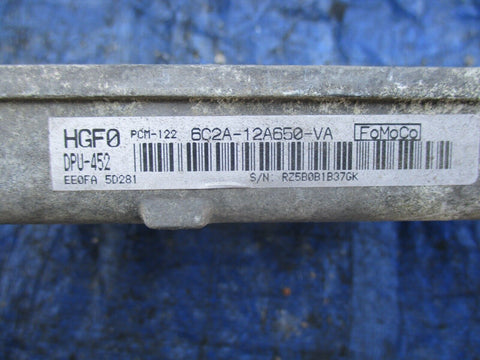 HGF0 PCM-122 6C2A-12A650-VA FoMoCo
DPU-452
EE0FA 5D281 S/N: RZ5B0B1B37GK